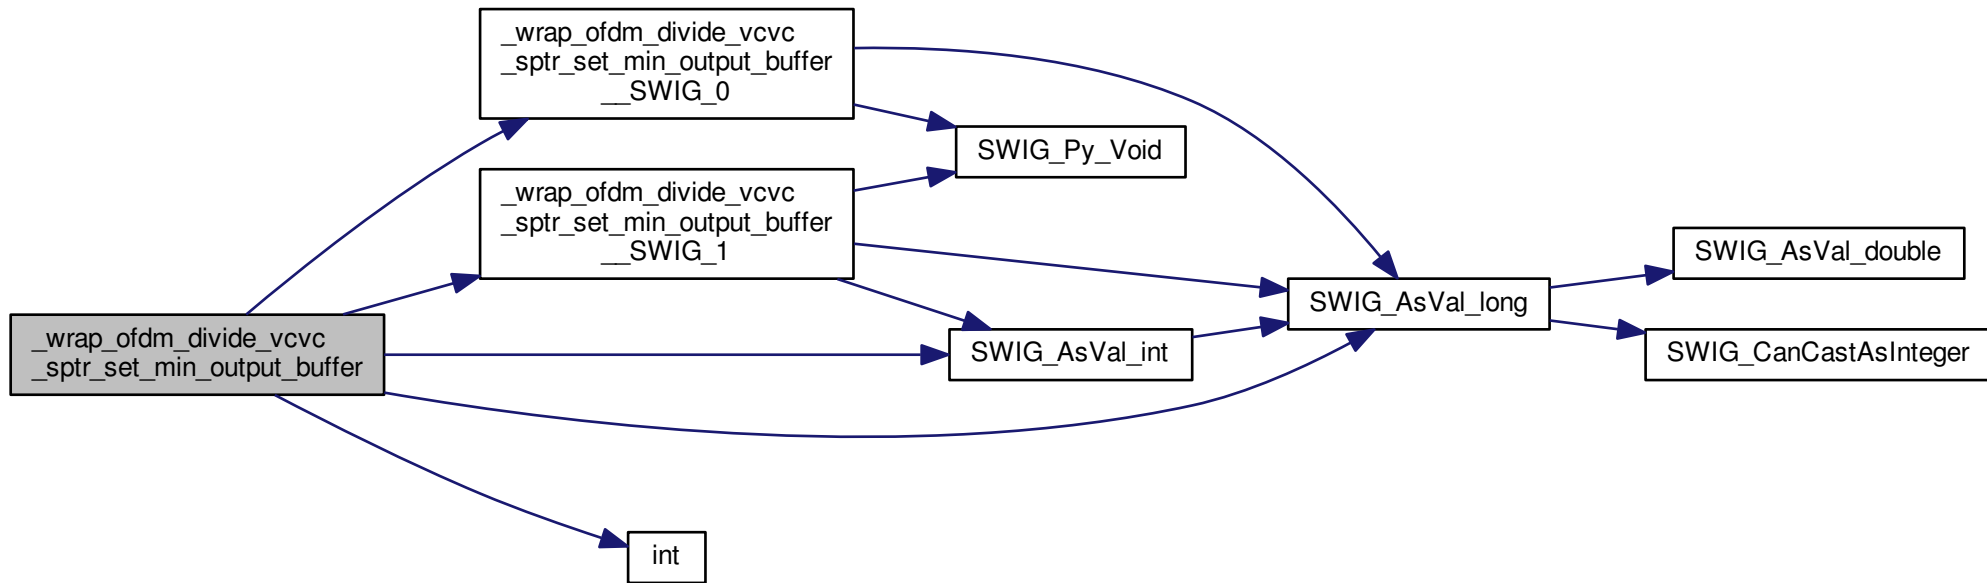 _wrap_ofdm_divide_vcvc
_sptr_set_min_output_buffer
__SWIG_0
SWIG_Py_Void
_wrap_ofdm_divide_vcvc
_sptr_set_min_output_buffer
__SWIG_1
SWIG_AsVal_double
SWIG_AsVal_long
_wrap_ofdm_divide_vcvc
_sptr_set_min_output_buffer
SWIG_AsVal_int
SWIG_CanCastAsInteger
int